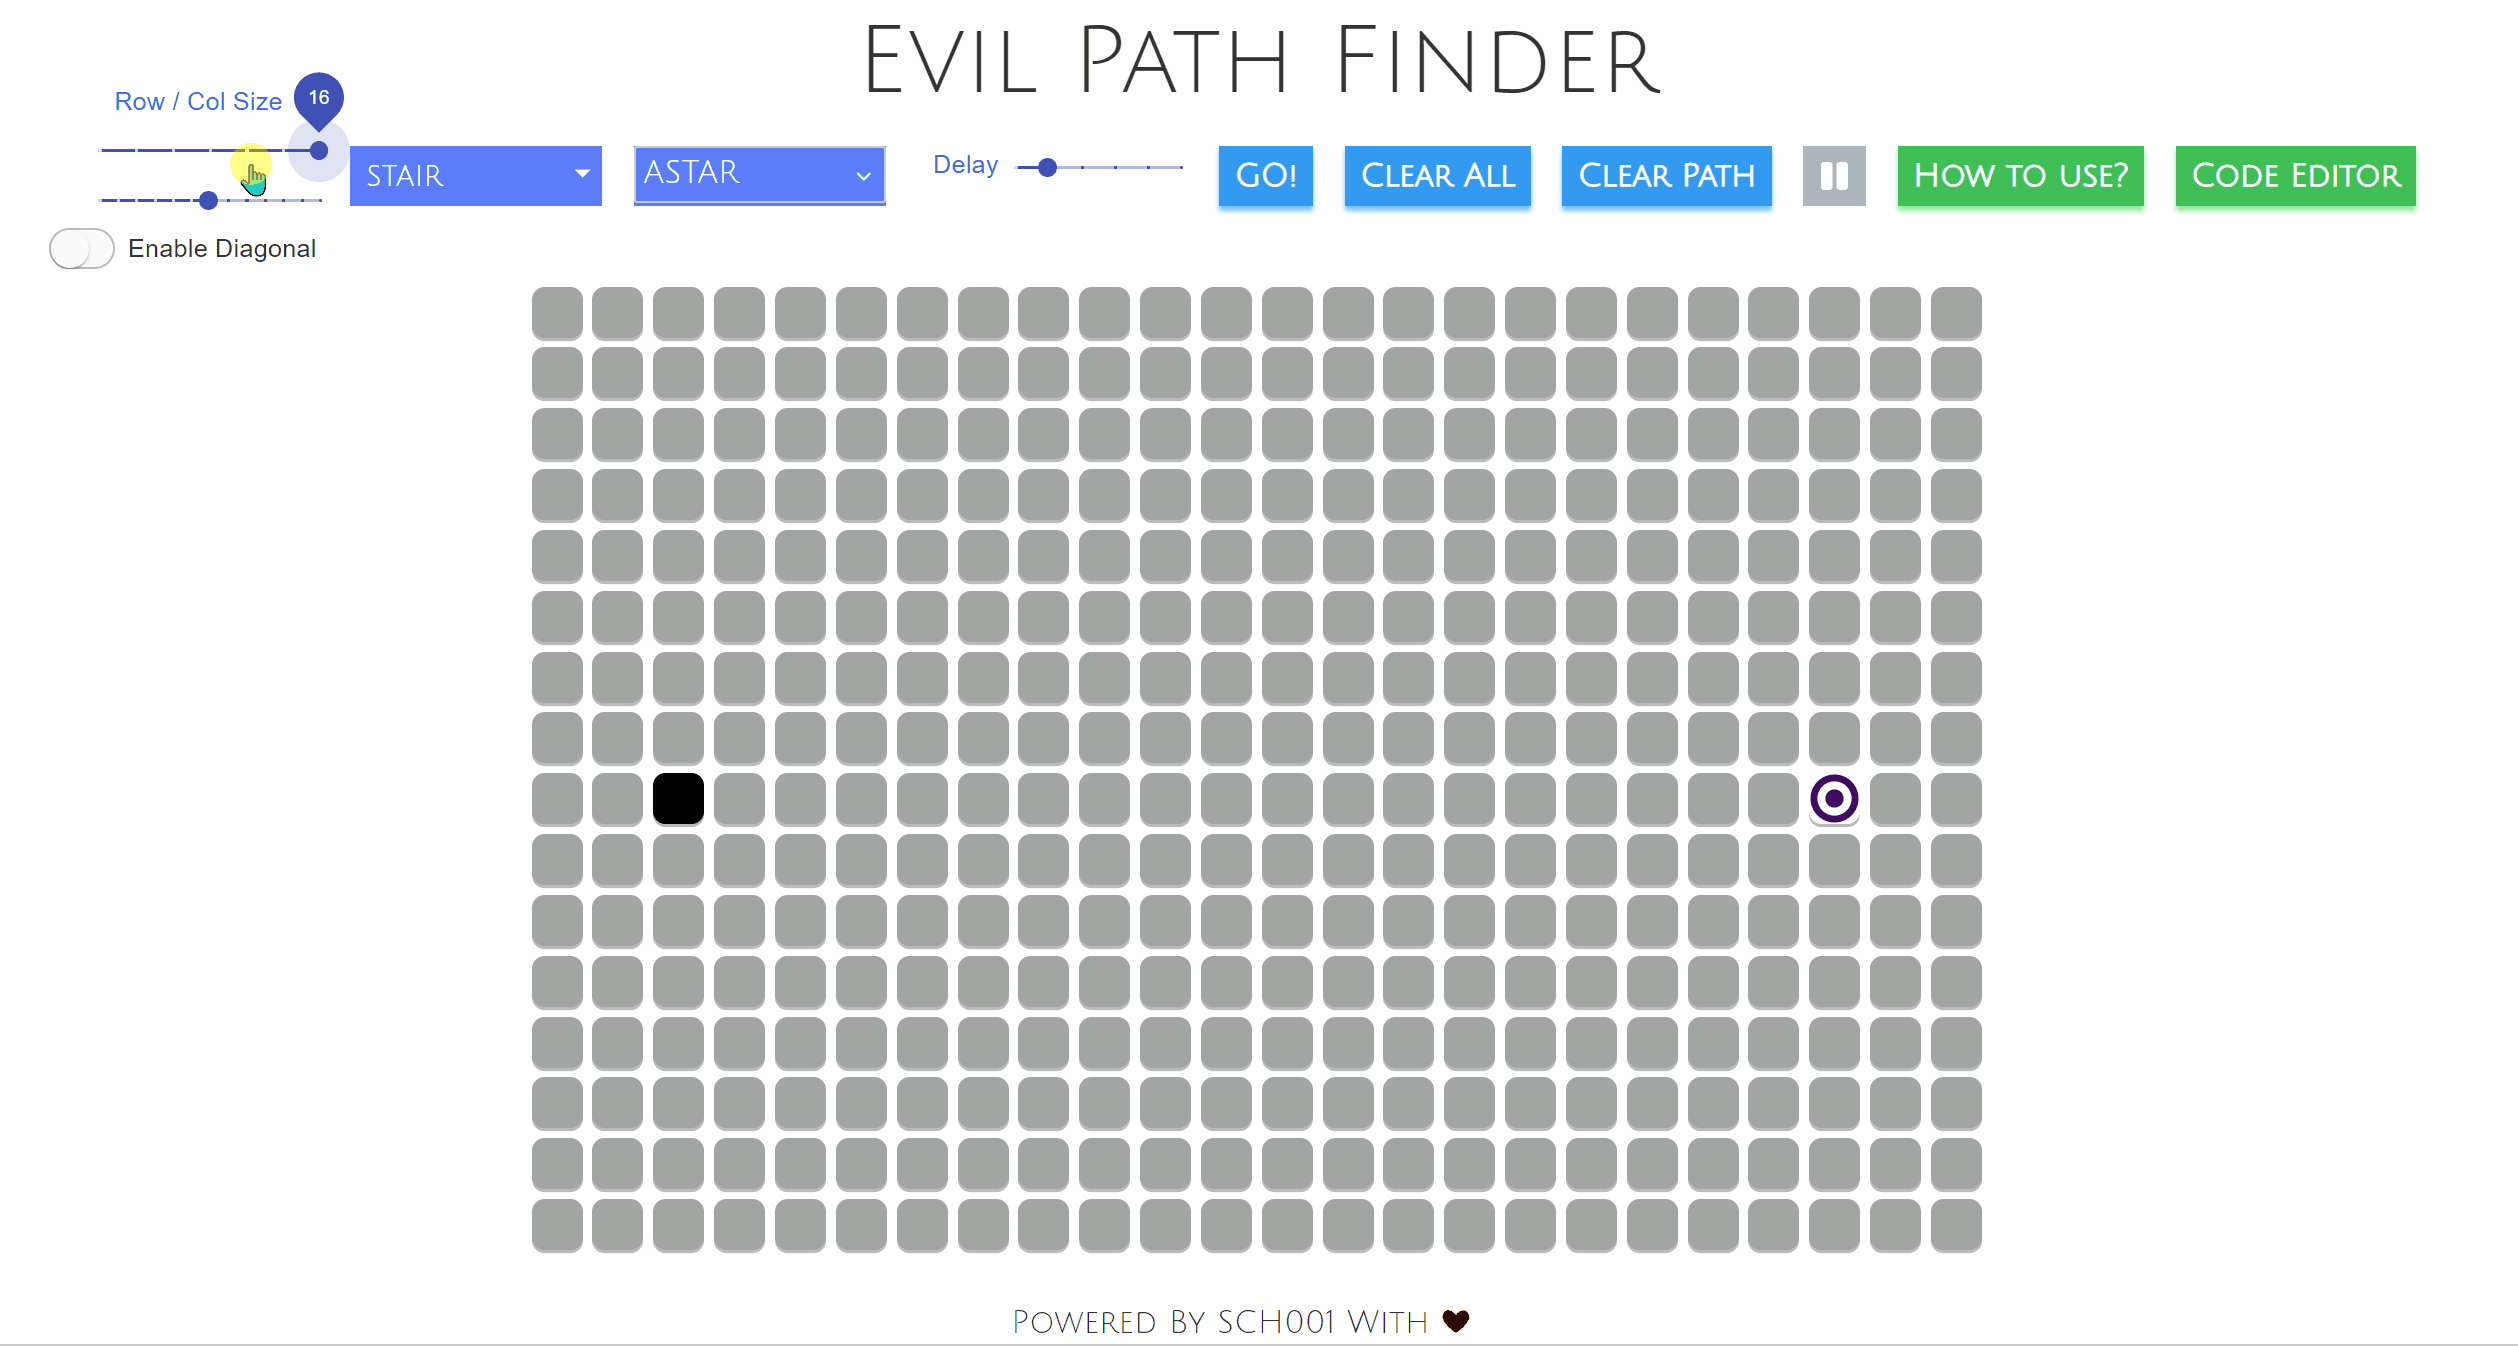 Evil Path Finder
Row / Col Size 16
STAIR
ASTAR
Delay
GO!
Clear All
Clear Path
How to use?
Code Editor
Enable Diagonal
Powered By SCH001 With